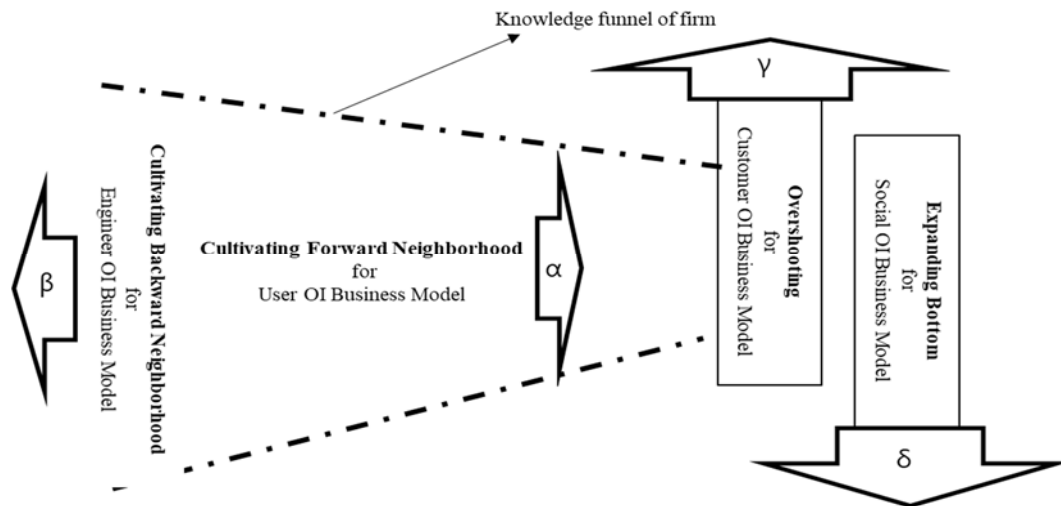 Knowledge funnel of firm
β
Cultivating Backward Neighborhood
for
Engineer OI Business Model
Cultivating Forward Neighborhood
for
User OI Business Model
α
γ
Overshooting
for
Customer OI Business Model
Expanding Bottom
for
Social OI Business Model
δ